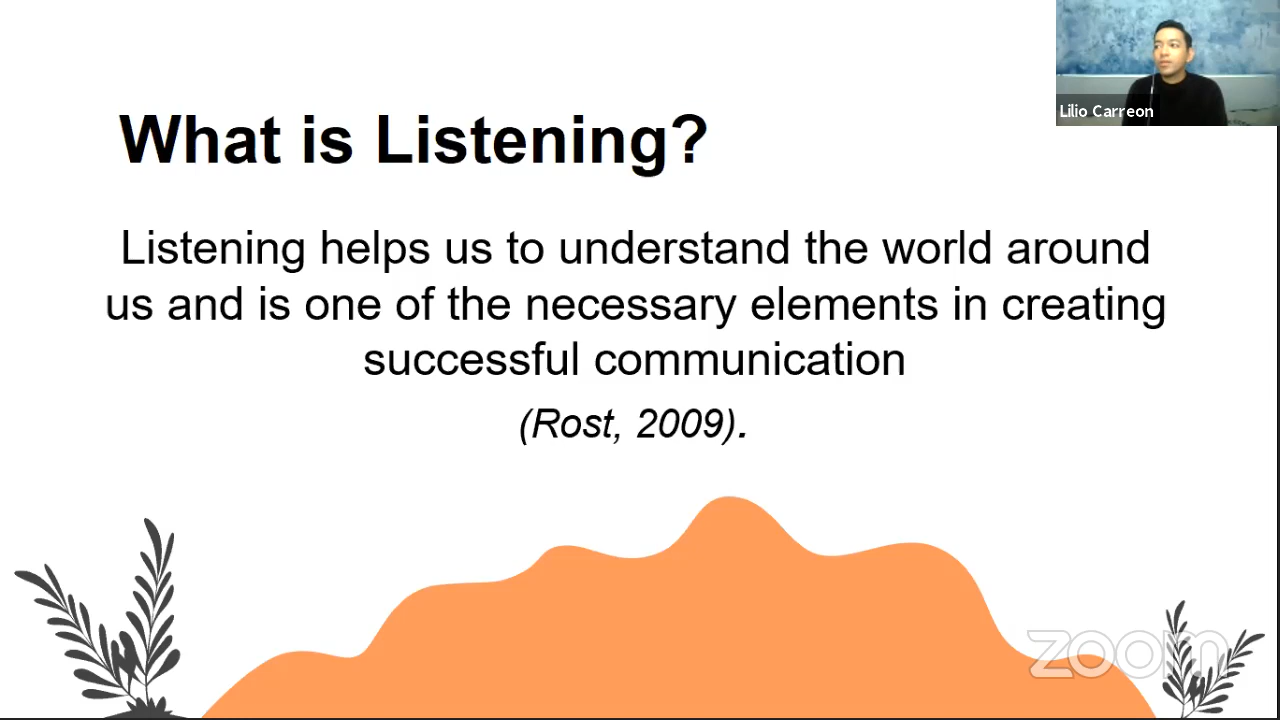 Lilio Carreon
What is Listening?
Listening helps us to understand the world around
us and is one of the necessary elements in creating
successful communication
(Rost, 2009).
zoom